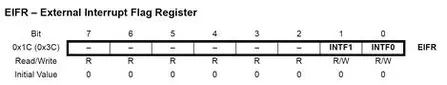 EIFR – External Interrupt Flag Register
Bit 7 6 5 4 3 2 1 0
0x1C (0x3C) – – – – – – INTF1 INTF0 EIFR
Read/Write R R R R R R R/W R/W
Initial Value 0 0 0 0 0 0 0 0